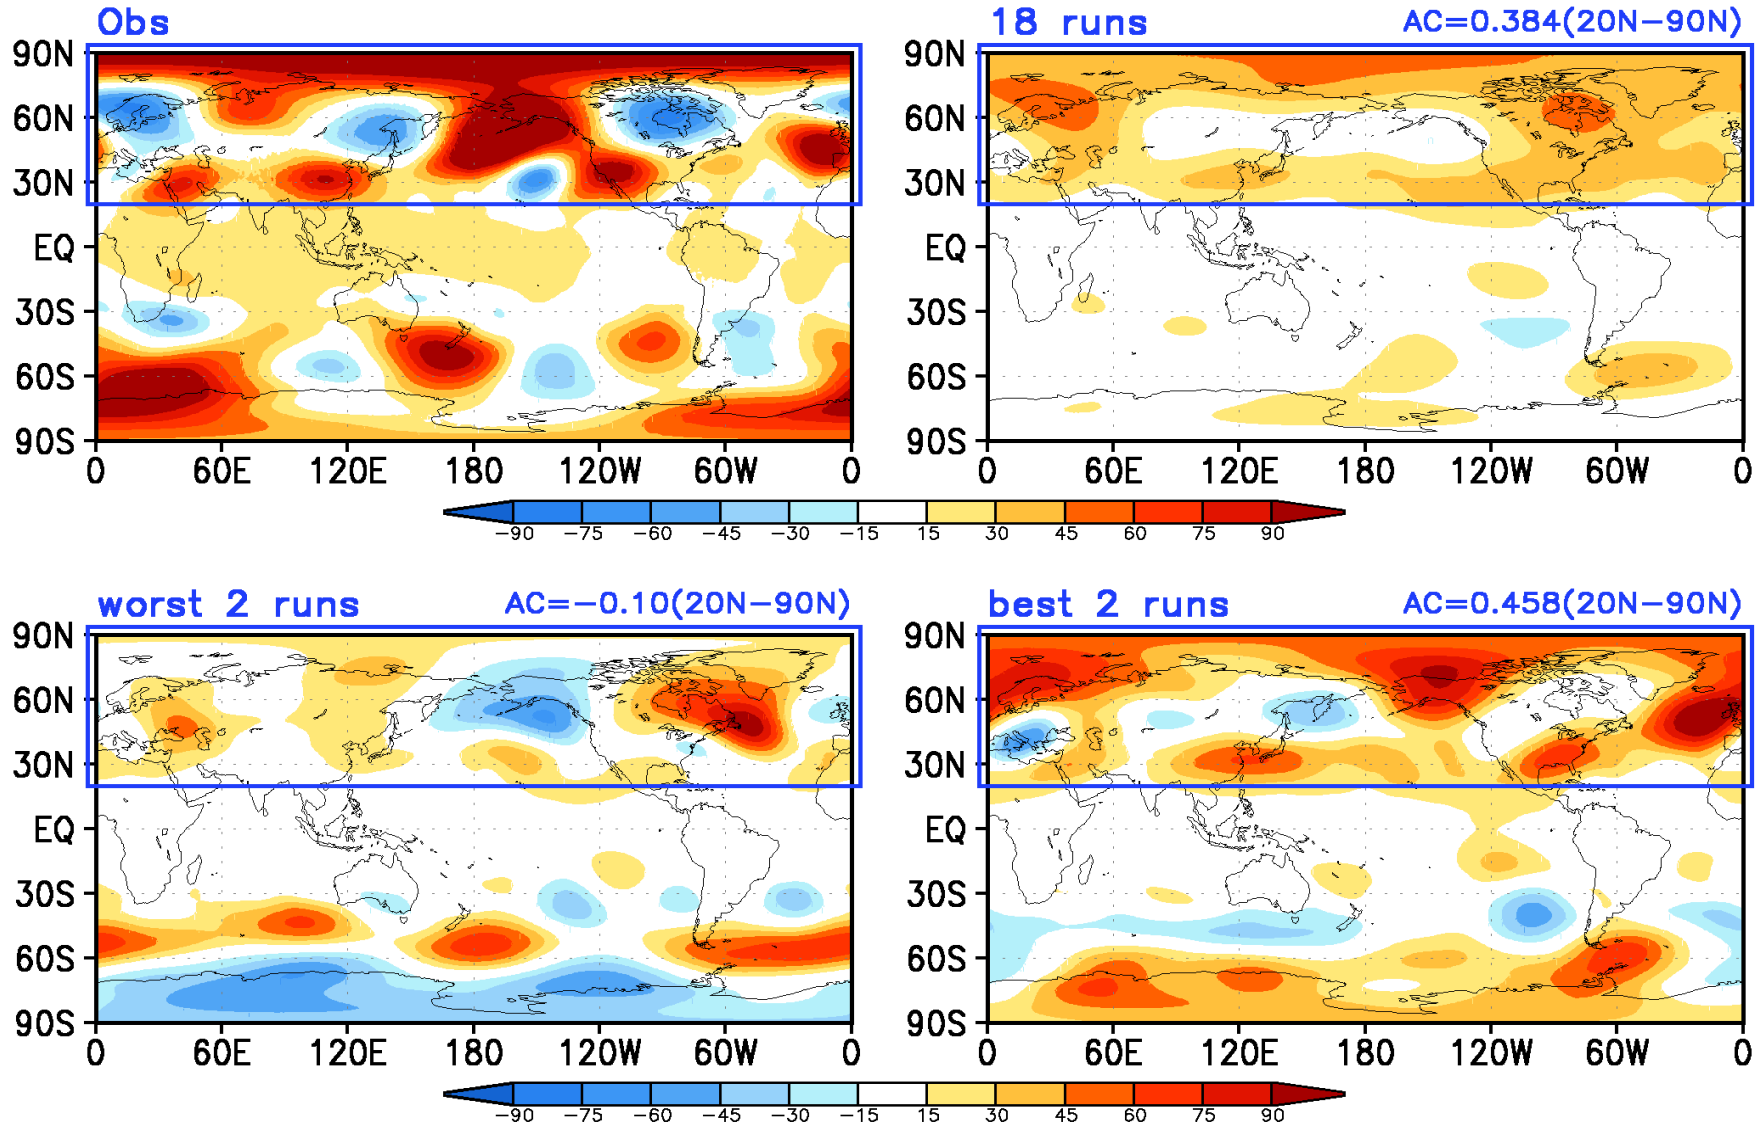 Obs
18 runs AC=0.384(20N−90N)
90N 90N
60N 60N
30N 30N
EQ EQ
30S 30S
60S 60S
90S 90S
0 60E 120E 180 120W 60W 0 0 60E 120E 180 120W 60W 0
−90 −75 −60 −45 −30 −15 15 30 45 60 75 90
worst 2 runs AC=−0.10(20N−90N)
best 2 runs AC=0.458(20N−90N)
90N 90N
60N 60N
30N 30N
EQ EQ
30S 30S
60S 60S
90S 90S
0 60E 120E 180 120W 60W 0 0 60E 120E 180 120W 60W 0
−90 −75 −60 −45 −30 −15 15 30 45 60 75 90